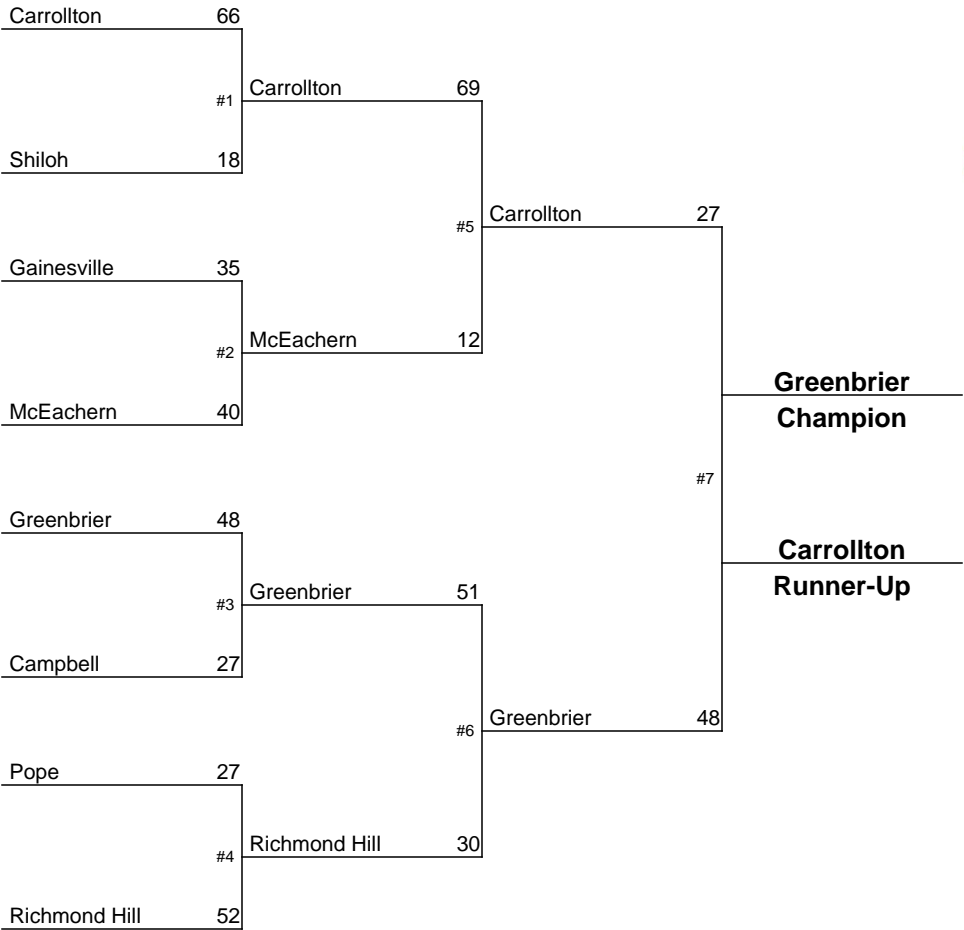 Carrollton 66
#1 Carrollton 69
Shiloh 18
#5 Carrollton 27
Gainesville 35
#2 McEachern 12
Greenbrier
Champion
McEachern 40
#7
Greenbrier 48
Carrollton
Runner-Up
#3 Greenbrier 51
Campbell 27
#6 Greenbrier 48
Pope 27
#4 Richmond Hill 30
Richmond Hill 52